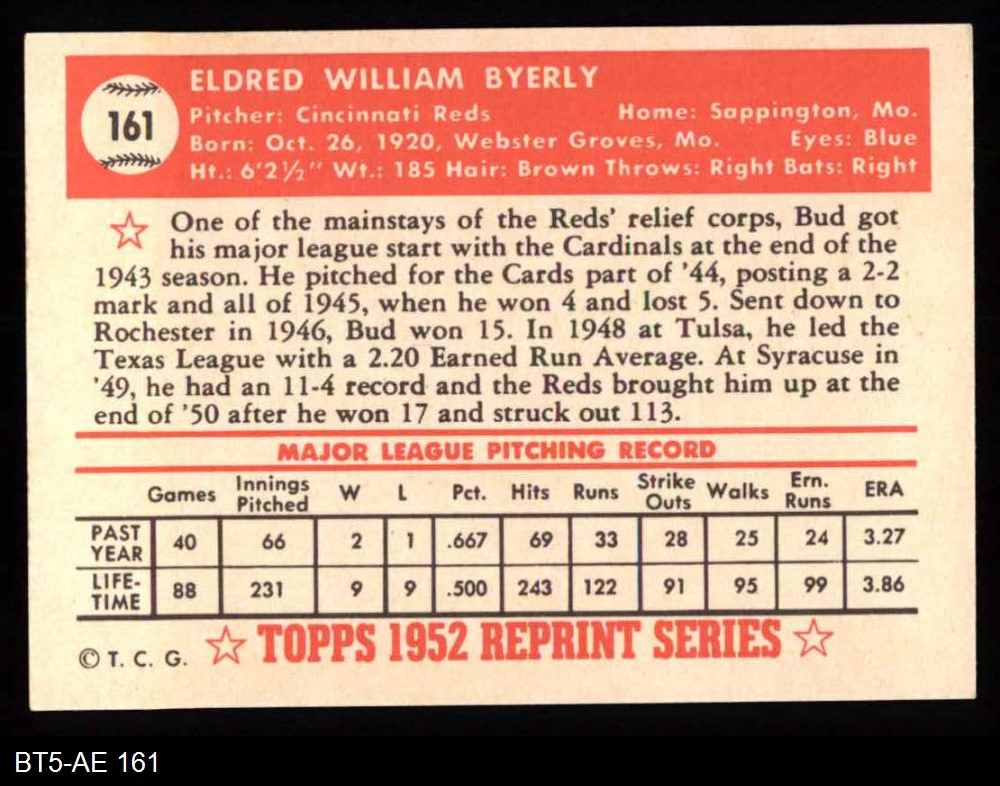 161
ELDRED WILLIAM BYERLY
Pitcher: Cincinnati Reds Home: Sappington, Mo.
Born: Oct. 26, 1920, Webster Groves, Mo. Eyes: Blue
Ht.: 6'2½" Wt.: 185 Hair: Brown Throws: Right Bats: Right
One of the mainstays of the Reds' relief corps, Bud got
his major league start with the Cardinals at the end of the
1943 season. He pitched for the Cards part of '44, posting a 2-2
mark and all of 1945, when he won 4 and lost 5. Sent down to
Rochester in 1946, Bud won 15. In 1948 at Tulsa, he led the
Texas League with a 2.20 Earned Run Average. At Syracuse in
'49, he had an 11-4 record and the Reds brought him up at the
end of '50 after he won 17 and struck out 113.
MAJOR LEAGUE PITCHING RECORD
Games Innings Pitched W L Pct. Hits Runs Strike Outs Walks Ern. Runs ERA
PAST YEAR 40 66 2 1 .667 69 33 28 25 24 3.27
LIFE-TIME 88 231 9 9 .500 243 122 91 95 99 3.86
© T. C. G. ☆ TOPPS 1952 REPRINT SERIES ☆
BT5-AE 161